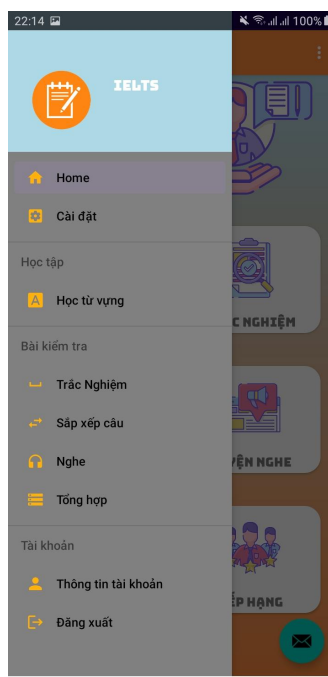 22:14
100%
IELTS
Home
Cài đặt
Học tập
Học từ vựng
A
Bài kiểm tra
Trắc Nghiệm
C NGHIỆM
Sắp xếp câu
Nghe
YỆN NGHE
Tổng hợp
Tài khoản
Thông tin tài khoản
ẾP HẠNG
Đăng xuất